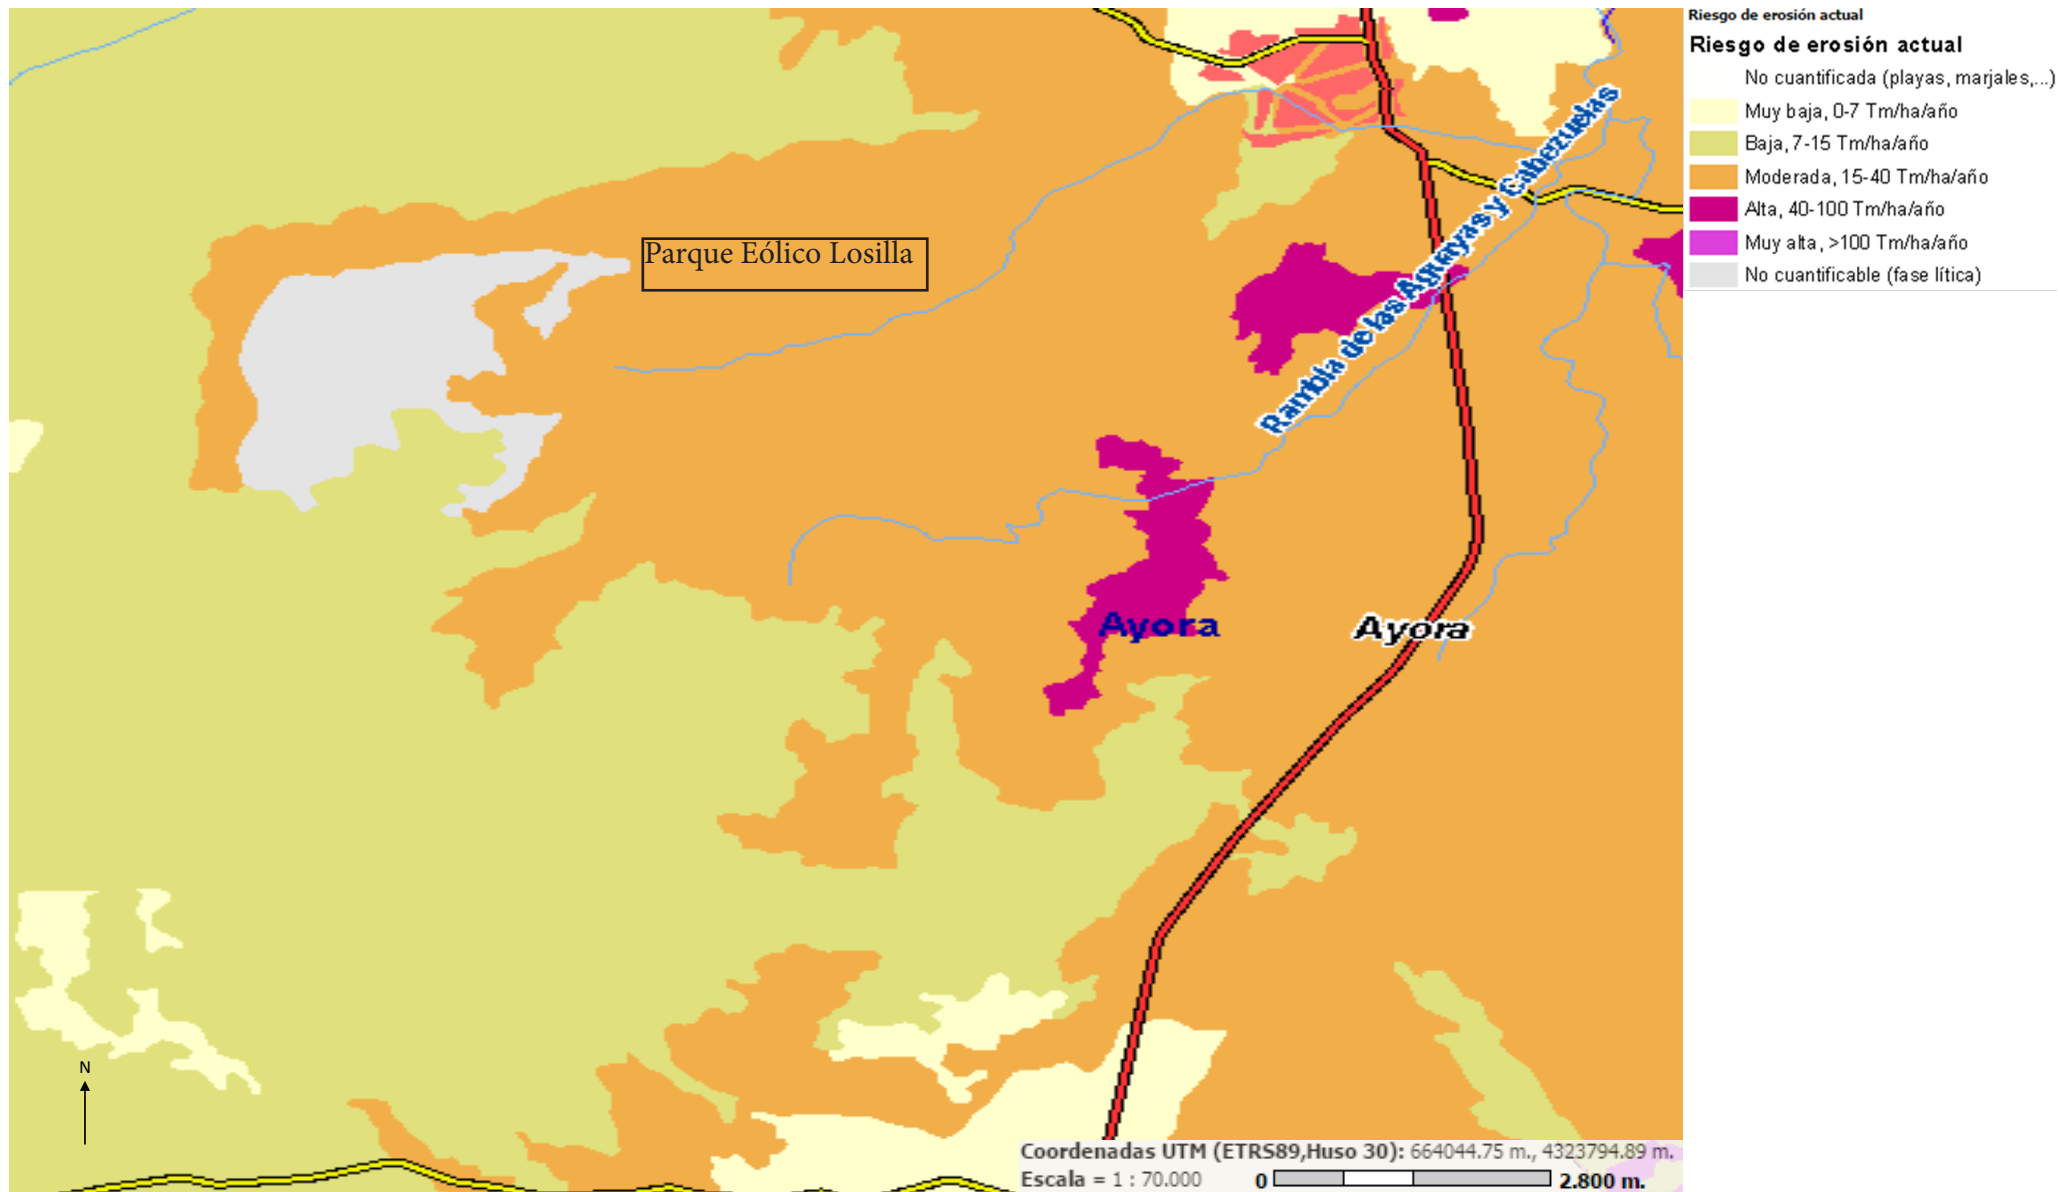 Riesgo de erosión actual
Riesgo de erosión actual
No cuantificada (playas, marjales,...)
Muy baja, 0-7 Tm/ha/año
Baja, 7-15 Tm/ha/año
Moderada, 15-40 Tm/ha/año
Alta, 40-100 Tm/ha/año
Muy alta, >100 Tm/ha/año
No cuantificable (fase lítica)
Parque Eólico Losilla
Rambla de las Aguayas y Cabezuelas
Ayora
Ayora
N
Coordenadas UTM (ETRS89,Huso 30): 664044.75 m., 4323794.89 m.
Escala = 1 : 70.000
0
2.800 m.